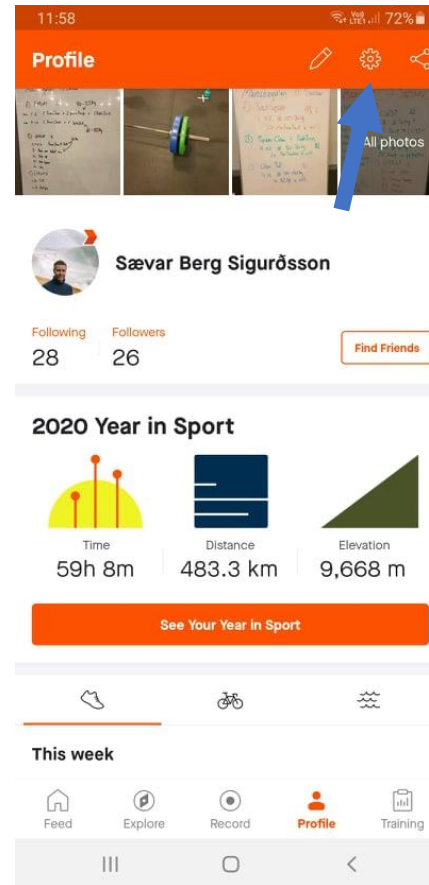 11:58
Vo)) LTE1 72%
Profile
All photos
Sævar Berg Sigurðsson
Following Followers
28 26
Find Friends
2020 Year in Sport
Time Distance Elevation
59h 8m 483.3 km 9,668 m
See Your Year in Sport
This week
Feed Explore Record Profile Training